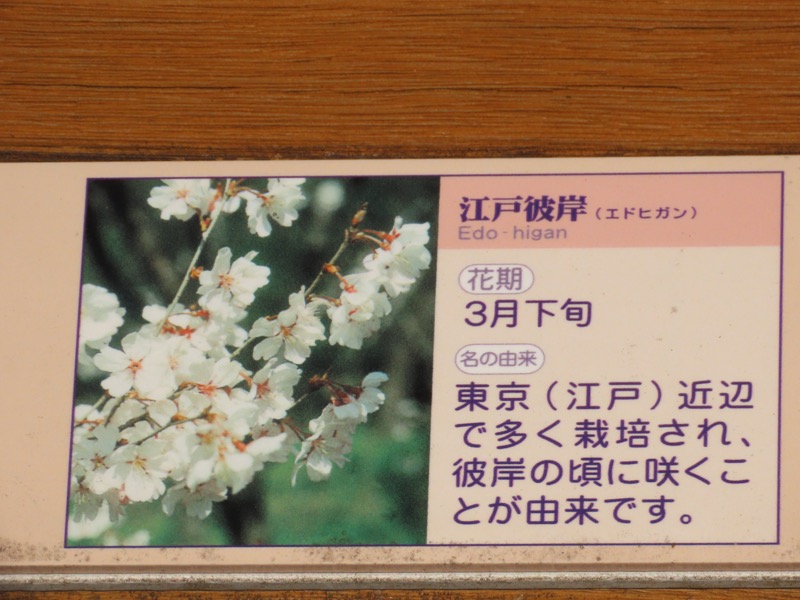 江戸彼岸（エドヒガン）
Edo-higan
花期
3月下旬
名の由来
東京（江戸）近辺
で多く栽培され、
彼岸の頃に咲くこ
とが由来です。